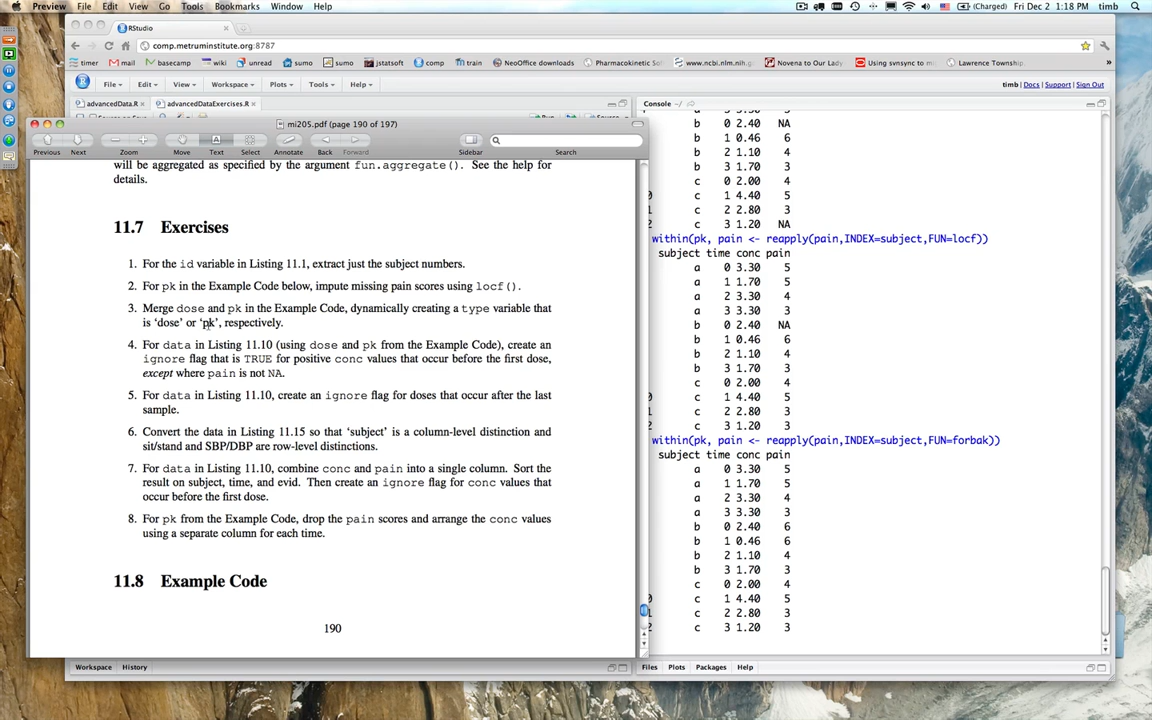 Preview File Edit View Go Tools Bookmarks Window Help (Charged) Fri Dec 2 1:18 PM timb
RStudio
comp.metruminstitute.org:8787
timer mail basecamp wiki unread sumo sumo jstatsoft comp train NeoOffice downloads Pharmacokinetic So www.ncbi.nlm.nih.g Novena to Our Lady Using svnsync to mi Lawrence Township. »
File Edit View Workspace Plots Tools Help timb | Docs | Support | Sign Out
advancedData.R advancedDataExercises.R Console ~/
mi205.pdf (page 190 of 197)
Previous Next Zoom Move Text Select Annotate Back Forward Sidebar Search
will be aggregated as specified by the argument fun.aggregate(). See the help for
details.
11.7 Exercises
1. For the id variable in Listing 11.1, extract just the subject numbers.
2. For pk in the Example Code below, impute missing pain scores using locf().
3. Merge dose and pk in the Example Code, dynamically creating a type variable that
is ‘dose’ or ‘pk’, respectively.
4. For data in Listing 11.10 (using dose and pk from the Example Code), create an
ignore flag that is TRUE for positive conc values that occur before the first dose,
except where pain is not NA.
5. For data in Listing 11.10, create an ignore flag for doses that occur after the last
sample.
6. Convert the data in Listing 11.15 so that ‘subject’ is a column-level distinction and
sit/stand and SBP/DBP are row-level distinctions.
7. For data in Listing 11.10, combine conc and pain into a single column. Sort the
result on subject, time, and evid. Then create an ignore flag for conc values that
occur before the first dose.
8. For pk from the Example Code, drop the pain scores and arrange the conc values
using a separate column for each time.
11.8 Example Code
190
b 0 2.40 NA
b 1 0.46 6
b 2 1.10 4
b 3 1.70 3
c 0 2.00 4
0 c 1 4.40 5
1 c 2 2.80 3
2 c 3 1.20 NA
within(pk, pain <- reapply(pain,INDEX=subject,FUN=locf))
subject time conc pain
a 0 3.30 5
a 1 1.70 5
a 2 3.30 4
a 3 3.30 3
b 0 2.40 NA
b 1 0.46 6
b 2 1.10 4
b 3 1.70 3
c 0 2.00 4
0 c 1 4.40 5
1 c 2 2.80 3
2 c 3 1.20 3
within(pk, pain <- reapply(pain,INDEX=subject,FUN=forbak))
subject time conc pain
a 0 3.30 5
a 1 1.70 5
a 2 3.30 4
a 3 3.30 3
b 0 2.40 6
b 1 0.46 6
b 2 1.10 4
b 3 1.70 3
c 0 2.00 4
0 c 1 4.40 5
1 c 2 2.80 3
2 c 3 1.20 3
Workspace History Files Plots Packages Help